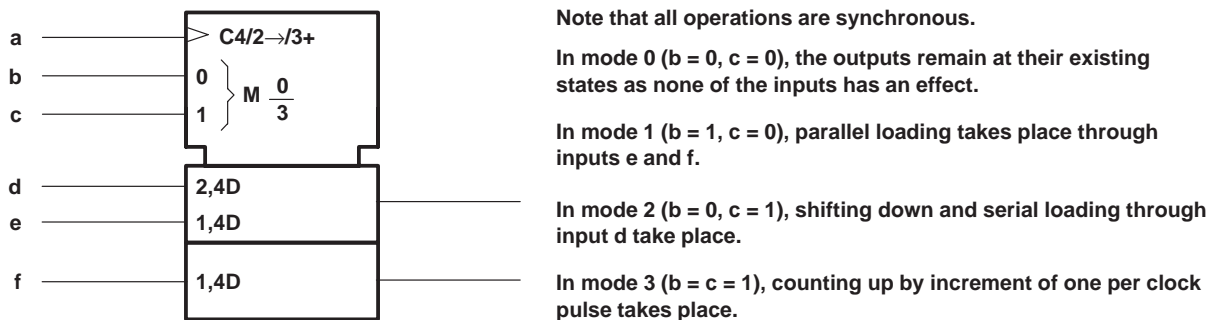 a
C4/2→/3+
b
0
c
1
M 0
3
d
2,4D
e
1,4D
f
1,4D
Note that all operations are synchronous.
In mode 0 (b = 0, c = 0), the outputs remain at their existing
states as none of the inputs has an effect.
In mode 1 (b = 1, c = 0), parallel loading takes place through
inputs e and f.
In mode 2 (b = 0, c = 1), shifting down and serial loading through
input d take place.
In mode 3 (b = c = 1), counting up by increment of one per clock
pulse takes place.